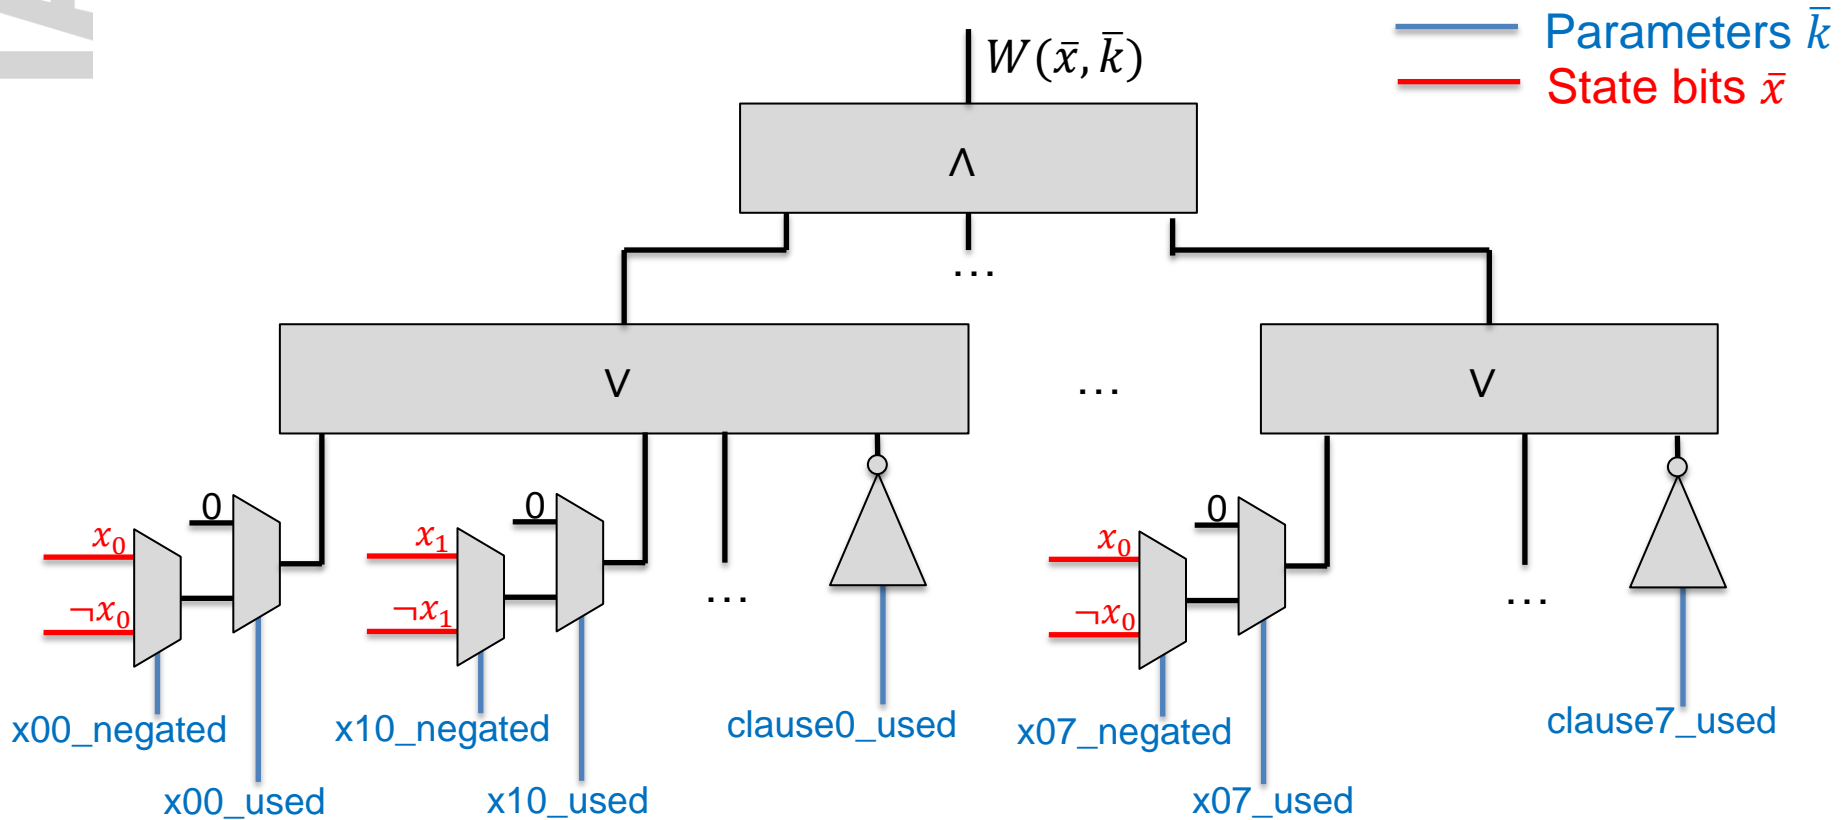 W(x̄, k̄)
Parameters k̄
State bits x̄
∧
...
∨
...
∨
0
x₀
¬x₀
0
x₁
¬x₁
...
0
x₀
¬x₀
...
x00_negated
x10_negated
clause0_used
x07_negated
clause7_used
x00_used
x10_used
x07_used